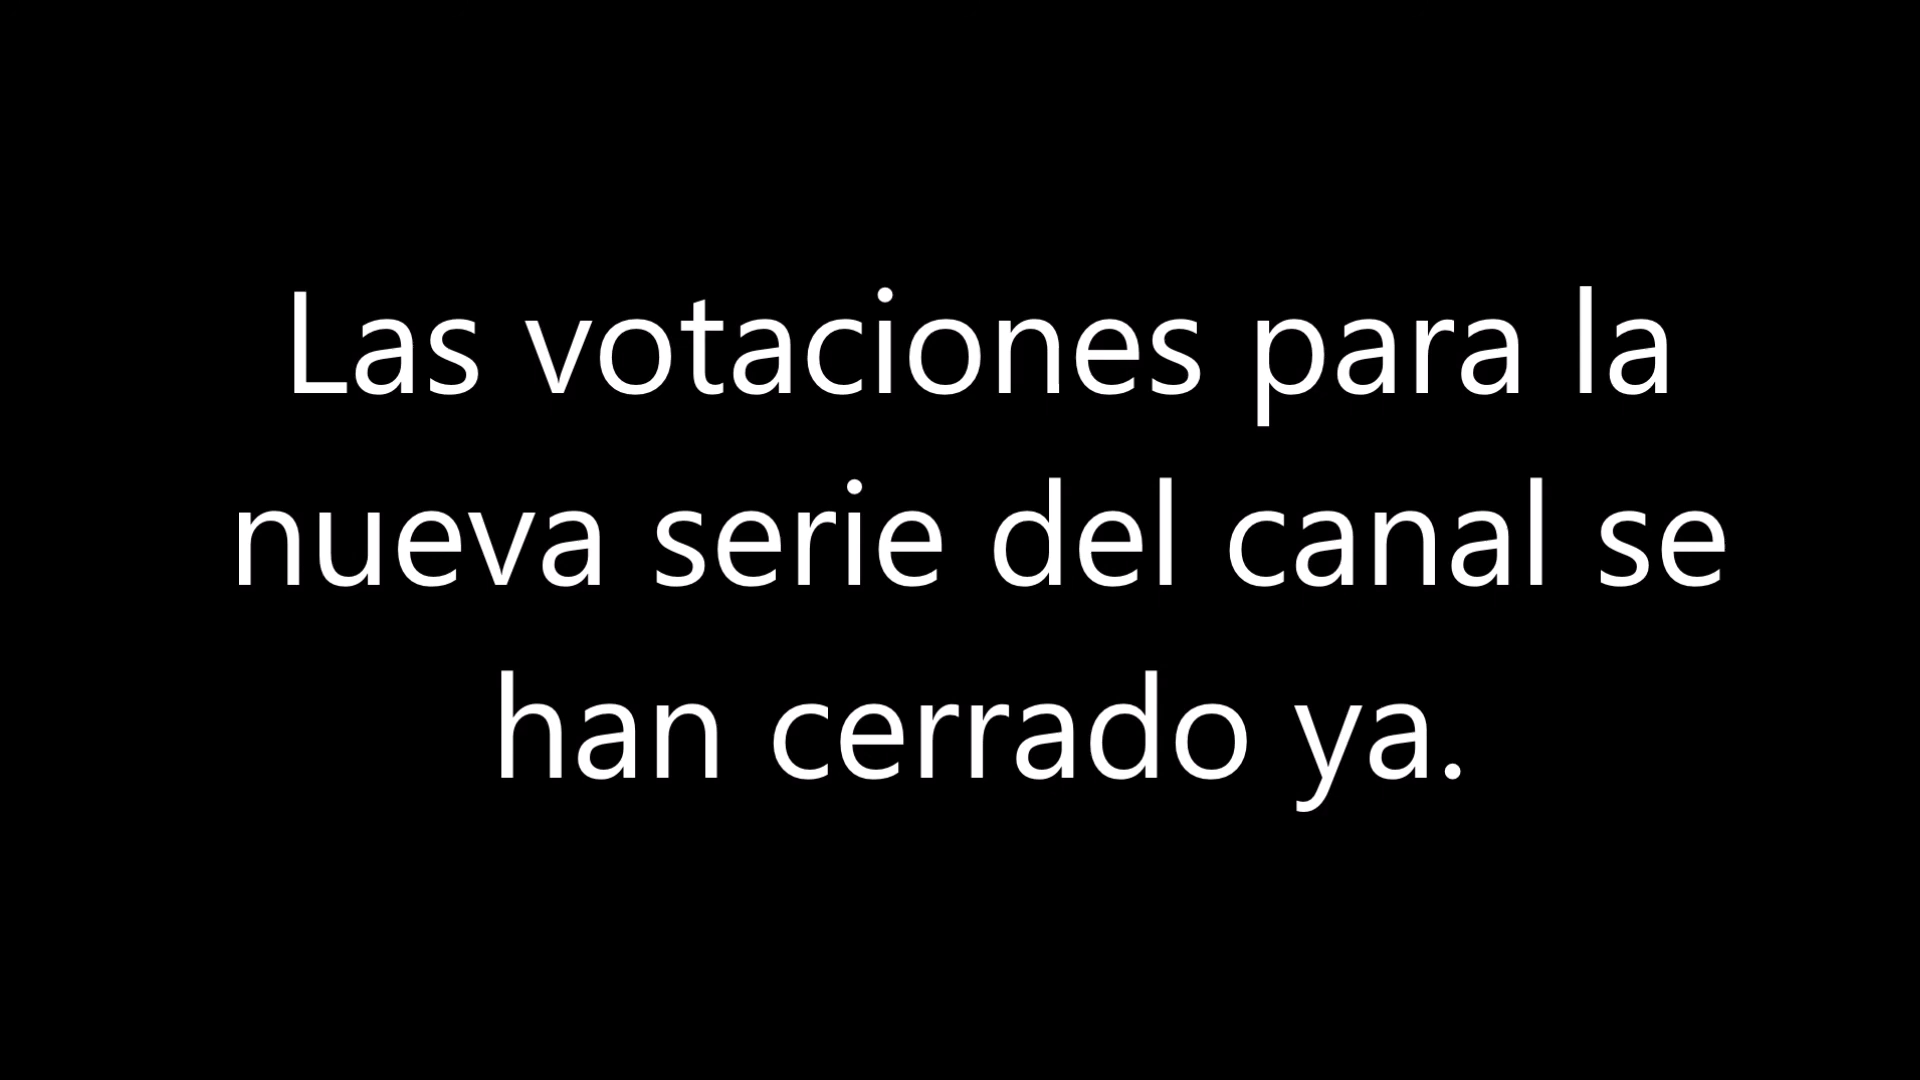 Las votaciones para la
nueva serie del canal se
han cerrado ya.